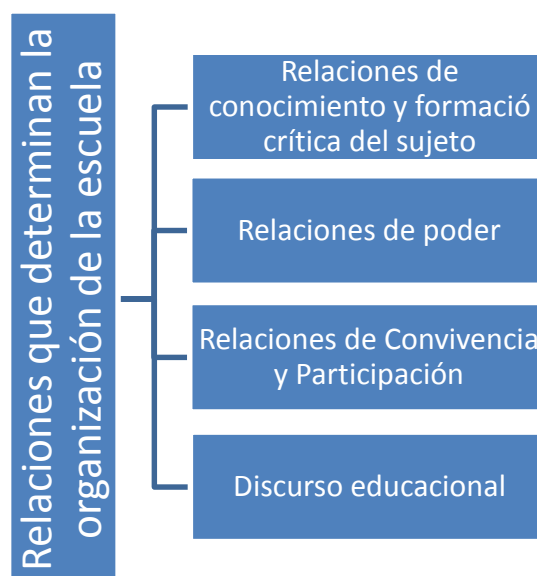 Relaciones que determinan la
organización de la escuela
Relaciones de
conocimiento y formació
crítica del sujeto
Relaciones de poder
Relaciones de Convivencia
y Participación
Discurso educacional